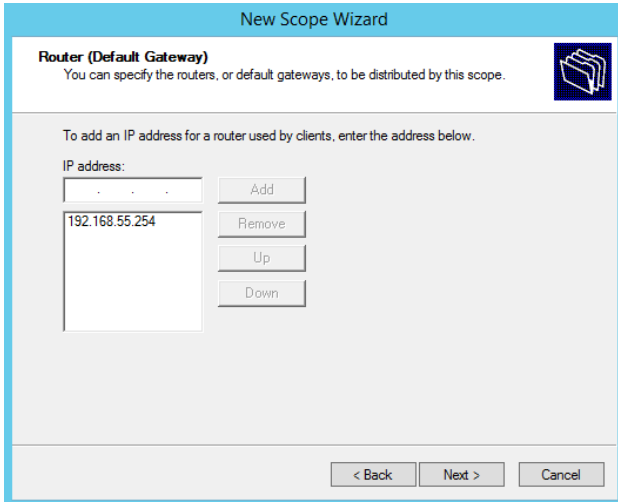 New Scope Wizard
Router (Default Gateway)
You can specify the routers, or default gateways, to be distributed by this scope.
To add an IP address for a router used by clients, enter the address below.
IP address:
. . .
Add
192.168.55.254
Remove
Up
Down
< Back
Next >
Cancel